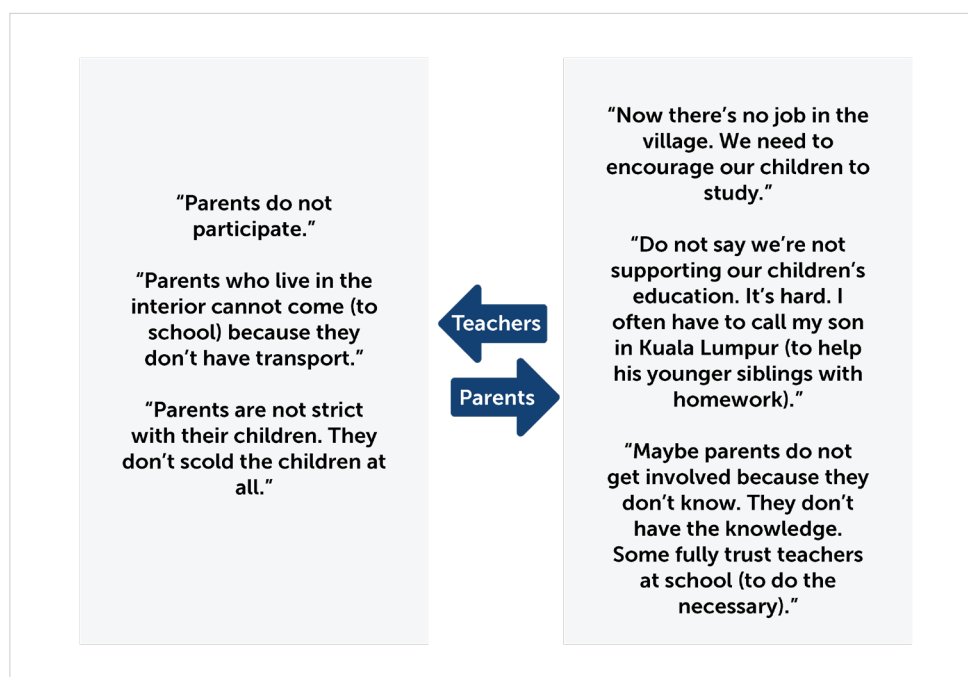 “Parents do not
participate.”
“Parents who live in the
interior cannot come (to
school) because they
don’t have transport.”
“Parents are not strict
with their children. They
don’t scold the children at
all.”
Teachers
Parents
“Now there’s no job in the
village. We need to
encourage our children to
study.”
“Do not say we’re not
supporting our children’s
education. It’s hard. I
often have to call my son
in Kuala Lumpur (to help
his younger siblings with
homework).”
“Maybe parents do not
get involved because they
don’t know. They don’t
have the knowledge.
Some fully trust teachers
at school (to do the
necessary).”